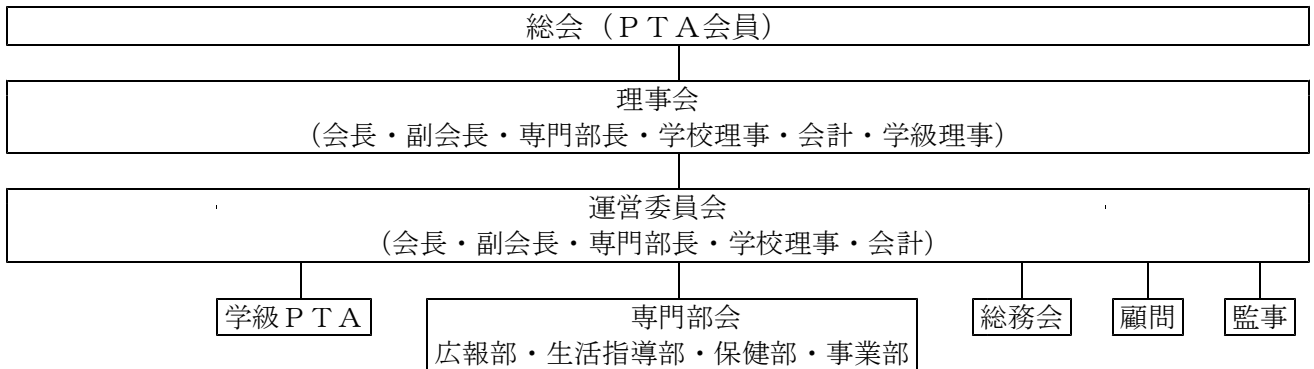 総会（ＰＴＡ会員）
理事会
（会長・副会長・専門部長・学校理事・会計・学級理事）
運営委員会
（会長・副会長・専門部長・学校理事・会計）
学級ＰＴＡ
専門部会
広報部・生活指導部・保健部・事業部
総務会
顧問
監事